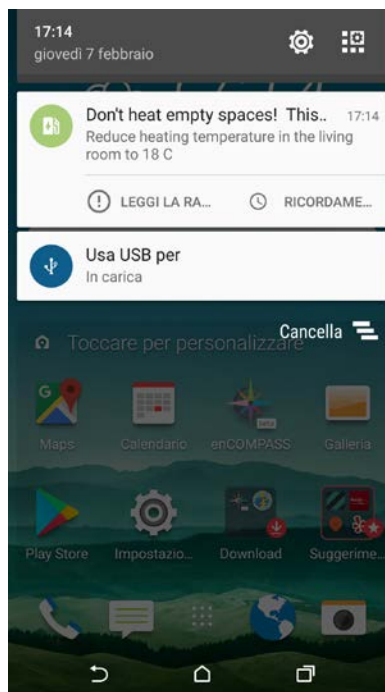 17:14
giovedì 7 febbraio
Don't heat empty spaces! This.. 17:14
Reduce heating temperature in the living
room to 18 C
LEGGI LA RA... RICORDAME...
Usa USB per
In carica
Cancella
Toccare per personalizzare
Maps Calendario enCOMPASS Galleria
Play Store Impostazio... Download Suggerime...